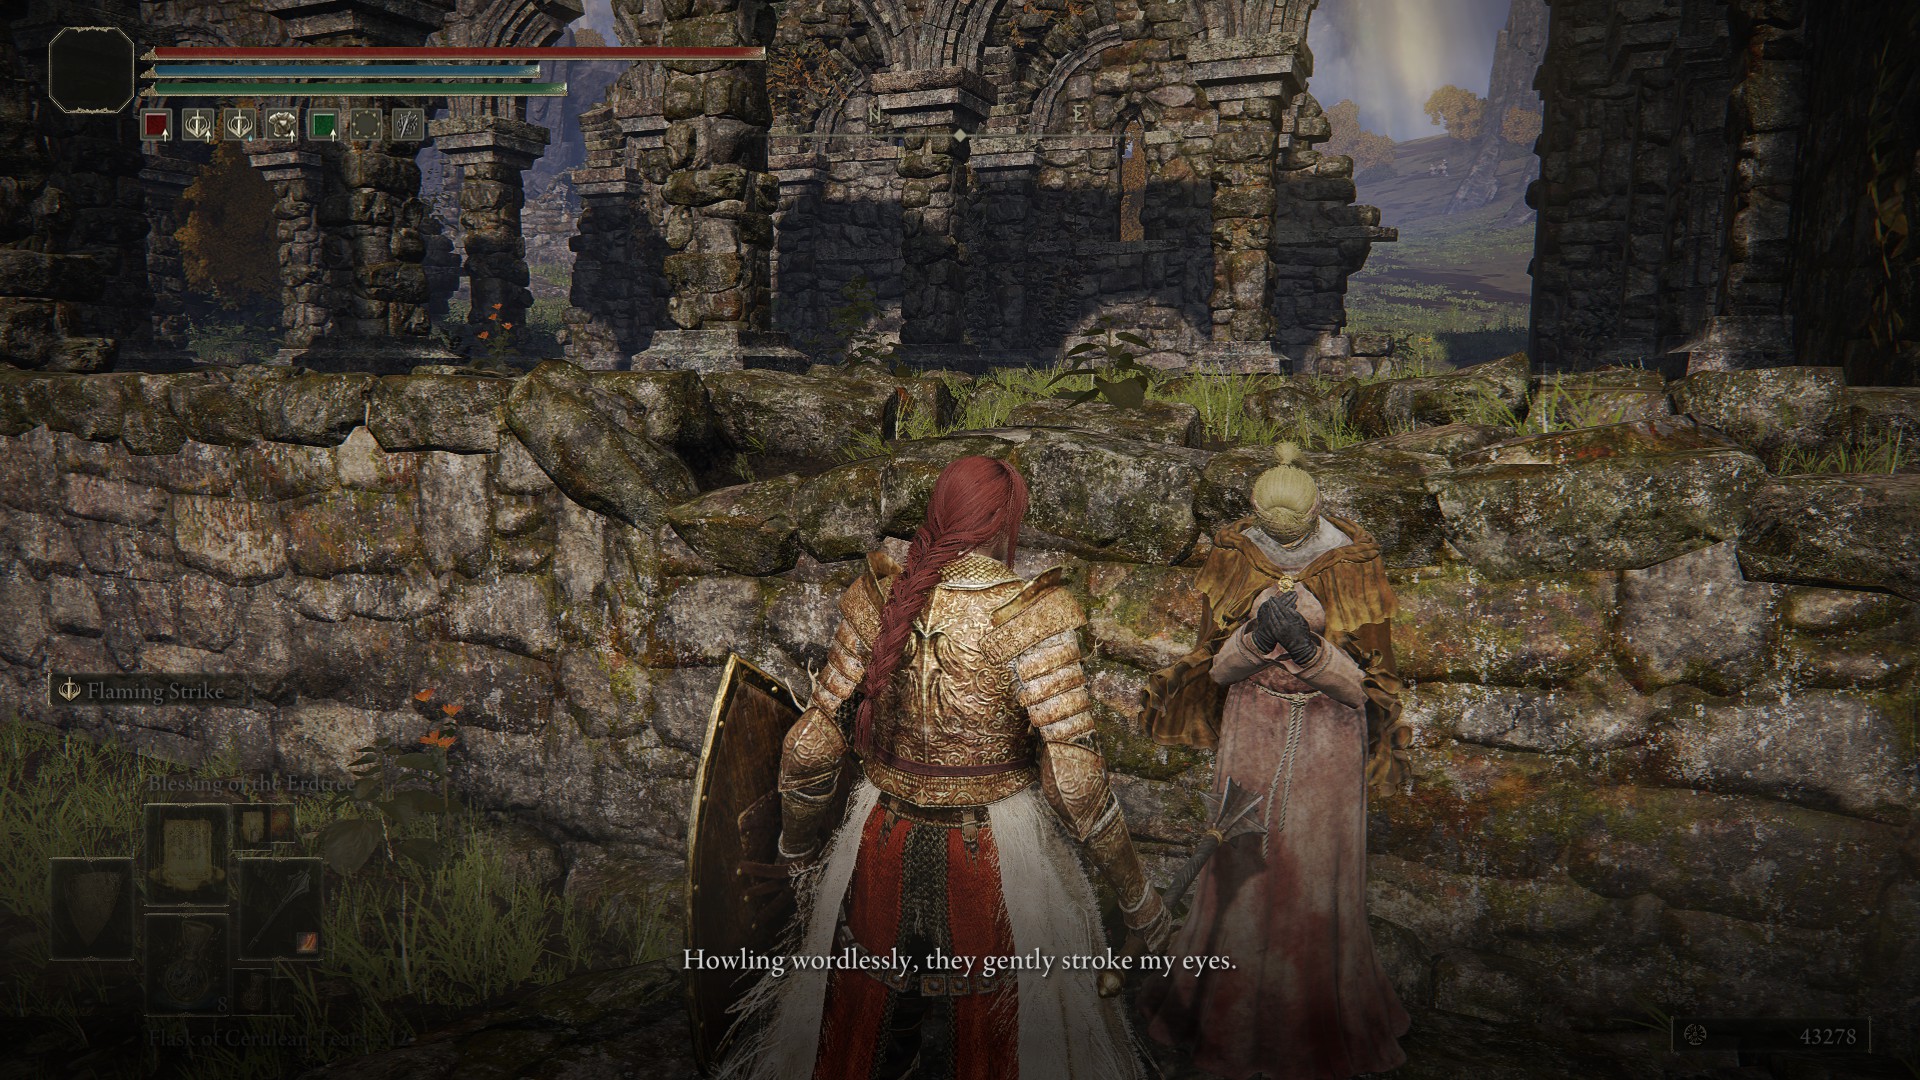 N
E
Flaming Strike
Blessing of the Erdtree
8
Flask of Cerulean Tears +12
Howling wordlessly, they gently stroke my eyes.
43278